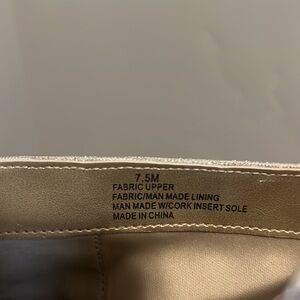 7.5M
FABRIC UPPER
FABRIC/MAN MADE LINING
MAN MADE W/CORK INSERT SOLE
MADE IN CHINA